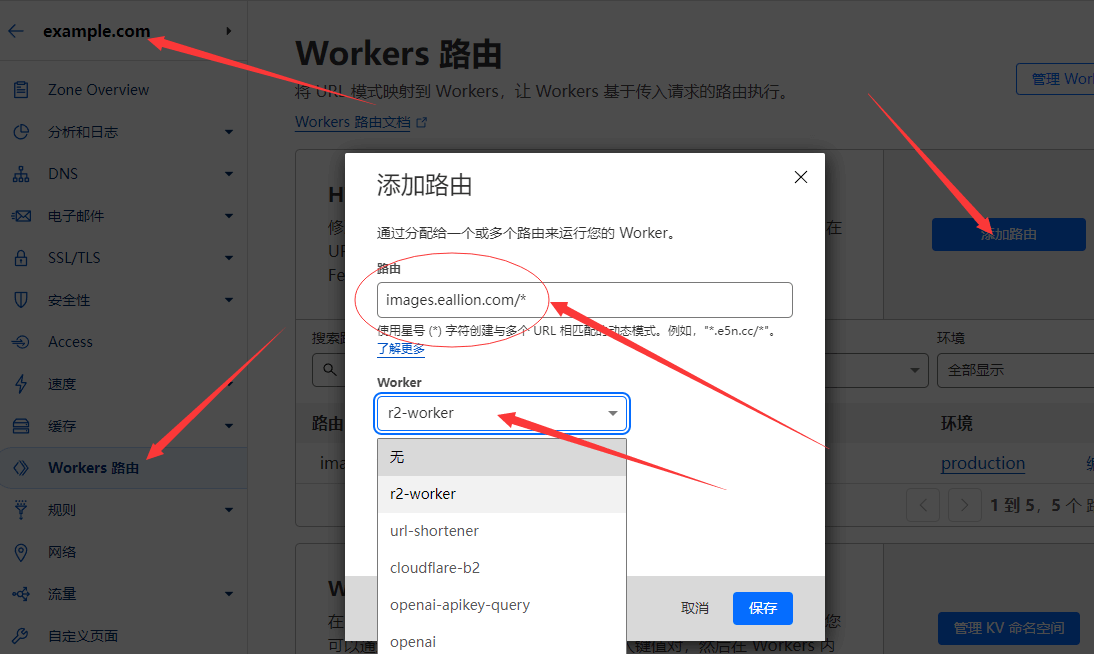 example.com
Zone Overview
分析和日志
DNS
电子邮件
SSL/TLS
安全性
Access
速度
缓存
Workers 路由
规则
网络
流量
自定义页面
Workers 路由
将 URL 模式映射到 Workers，让 Workers 基于传入请求的路由执行。
Workers 路由文档
管理 Wor
H
修
UR
Fe
在
添加路由
搜索
环境
全部显示
路由
环境
ima
production
编
1 到 5，5 个
W
在
您
可以
键值对，然后在 Workers 内
管理 KV 命名空间
添加路由
通过分配给一个或多个路由来运行您的 Worker。
路由
images.eallion.com/*
使用星号 (*) 字符创建与多个 URL 相匹配的动态模式。例如，"*.e5n.cc/*"。
了解更多
Worker
r2-worker
无
r2-worker
url-shortener
cloudflare-b2
openai-apikey-query
openai
取消
保存